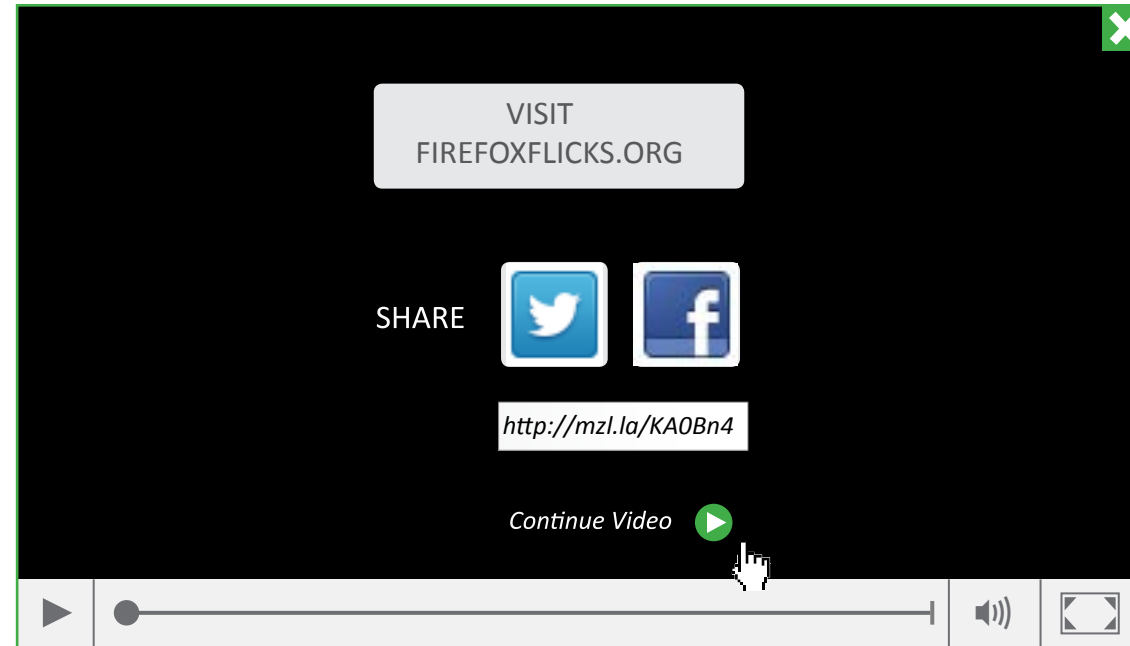 VISIT
FIREFOXFLICKS.ORG
SHARE
http://mzl.la/KA0Bn4
Continue Video